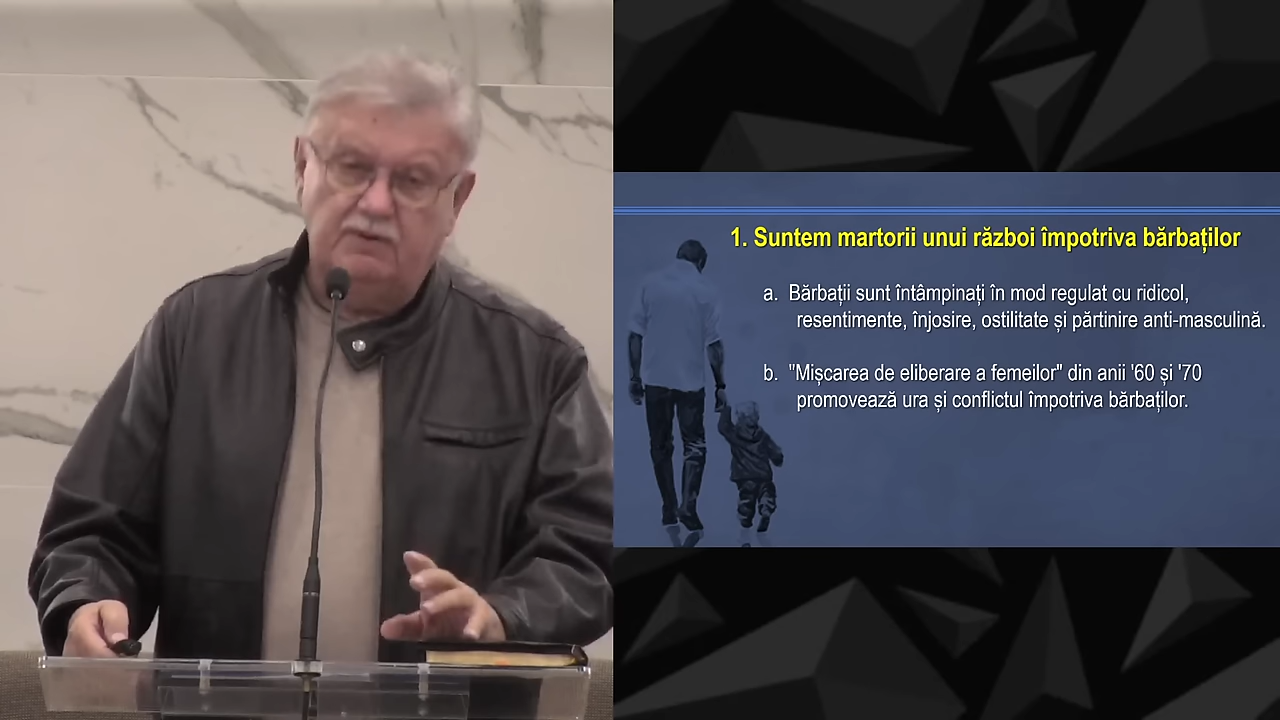 1. Suntem martorii unui război împotriva bărbaților
a. Bărbații sunt întâmpinați în mod regulat cu ridicol,
resentimente, înjosire, ostilitate și părtinire anti-masculină.
b. "Mișcarea de eliberare a femeilor" din anii '60 și '70
promovează ura și conflictul împotriva bărbaților.